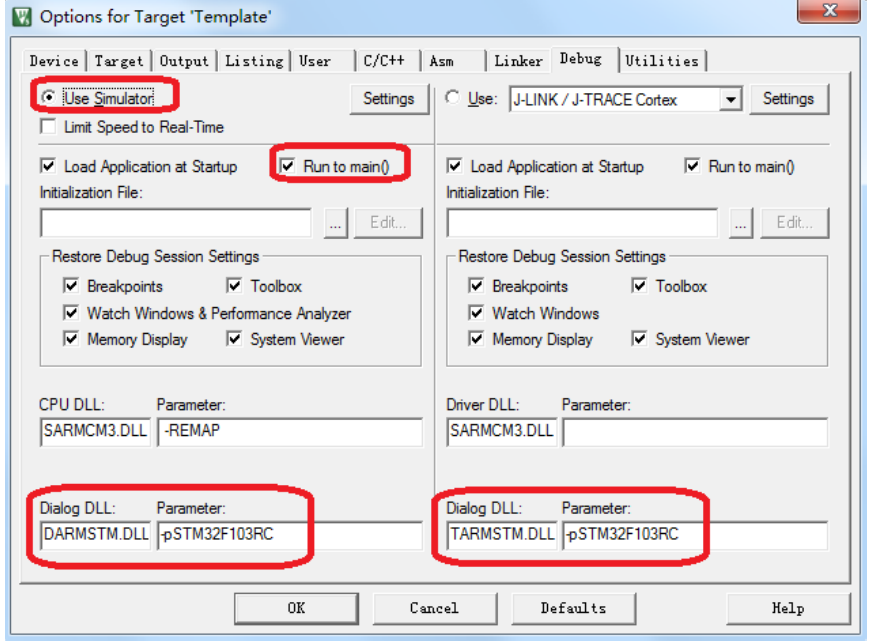 Options for Target 'Template'
Device Target Output Listing User C/C++ Asm Linker Debug Utilities
Use Simulator Settings
Limit Speed to Real-Time
Use: J-LINK / J-TRACE Cortex Settings
Load Application at Startup Run to main()
Initialization File:
... Edit...
Load Application at Startup Run to main()
Initialization File:
... Edit...
Restore Debug Session Settings
Breakpoints Toolbox
Watch Windows & Performance Analyzer
Memory Display System Viewer
Restore Debug Session Settings
Breakpoints Toolbox
Watch Windows
Memory Display System Viewer
CPU DLL: Parameter:
SARMCM3.DLL -REMAP
Driver DLL: Parameter:
SARMCM3.DLL
Dialog DLL: Parameter:
DARMSTM.DLL -pSTM32F103RC
Dialog DLL: Parameter:
TARMSTM.DLL -pSTM32F103RC
OK Cancel Defaults Help